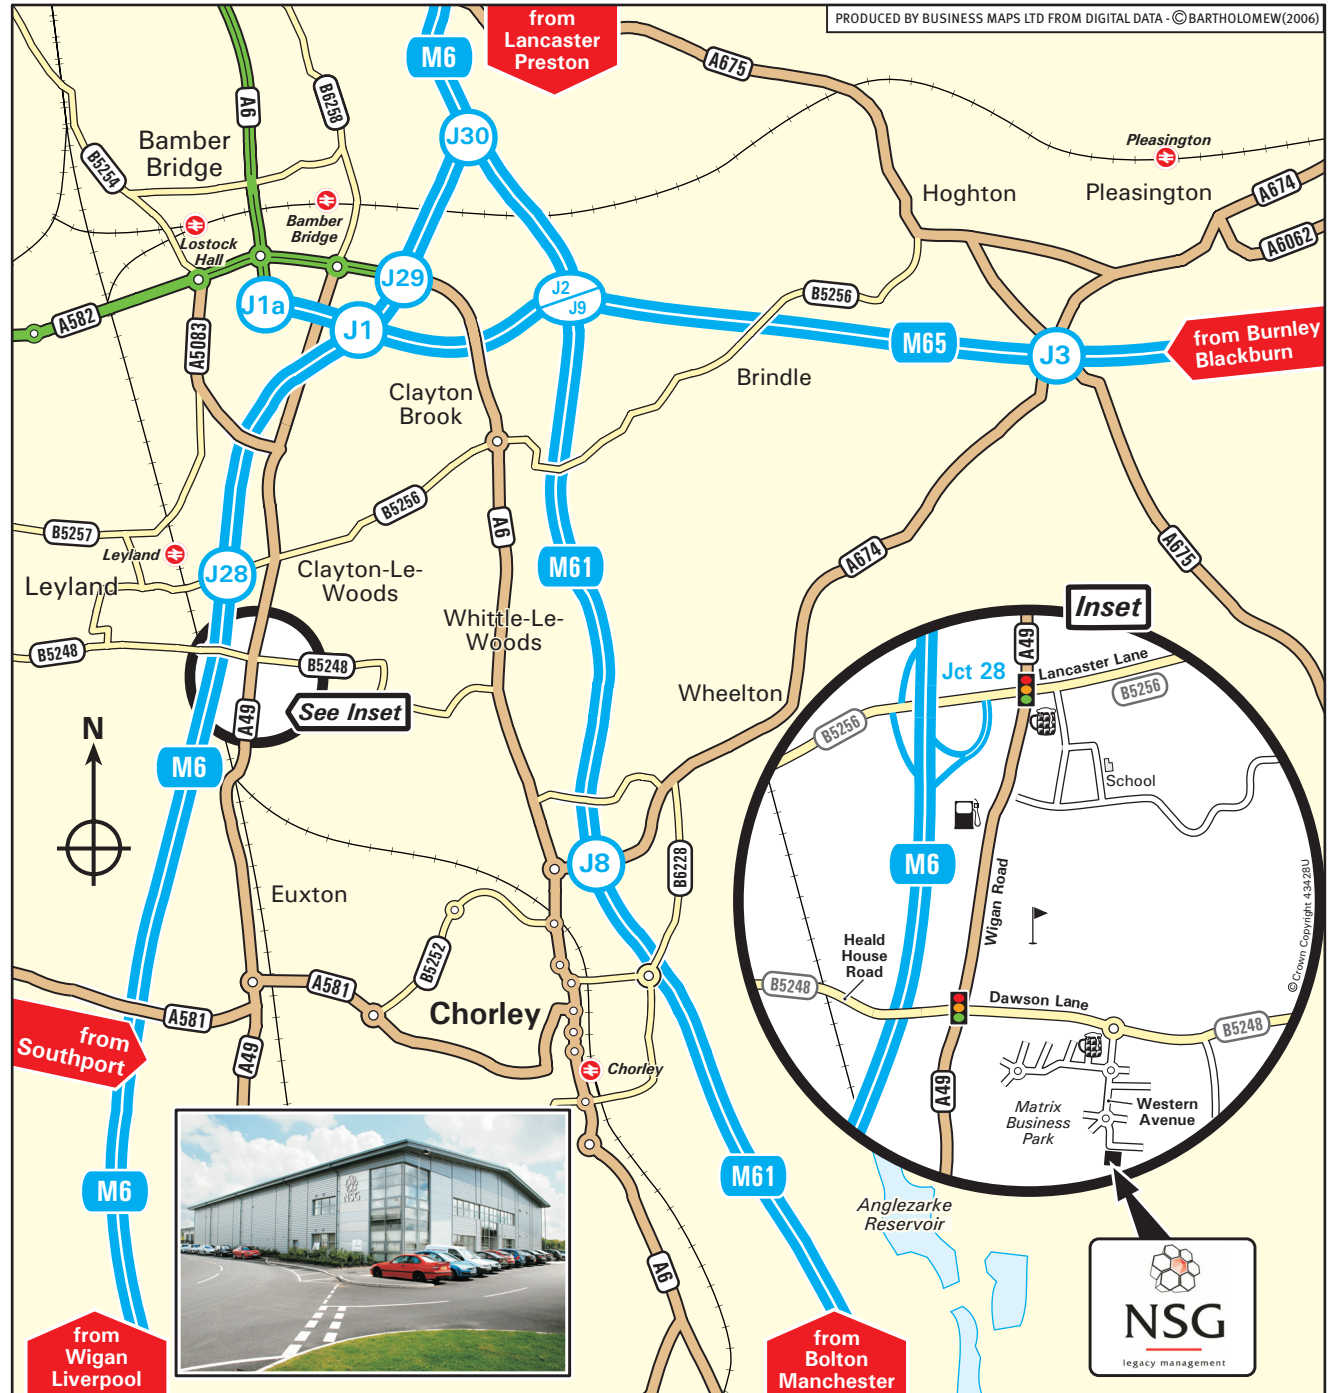 PRODUCED BY BUSINESS MAPS LTD FROM DIGITAL DATA - ©BARTHOLOMEW(2006)
from
Lancaster
Preston
M6
A675
A6
B6258
J30
Bamber
Bridge
B5254
Pleasington
Hoghton
Pleasington
A674
A6062
Lostock
Hall
Bamber
Bridge
J29
J1a
J1
J2
J9
B5256
A582
A5083
M65
J3
from Burnley
Blackburn
Clayton
Brook
Brindle
B5256
A6
B5257
Leyland
Leyland
J28
Clayton-Le-
Woods
M61
A674
A675
Whittle-Le-
Woods
B5248
B5248
See Inset
A49
N
M6
Wheelton
Inset
A49
Jct 28
Lancaster Lane
B5256
B5256
School
M6
Wigan Road
Heald
House
Road
B5248
Dawson Lane
B5248
A49
Matrix
Business
Park
Western
Avenue
©Crown Copyright 43428U
J8
B6228
Euxton
B5252
A581
A581
Chorley
from
Southport
A49
Chorley
M6
M61
NSG
A6
Anglezarke
Reservoir
NSG
legacy management
from
Wigan
Liverpool
from
Bolton
Manchester